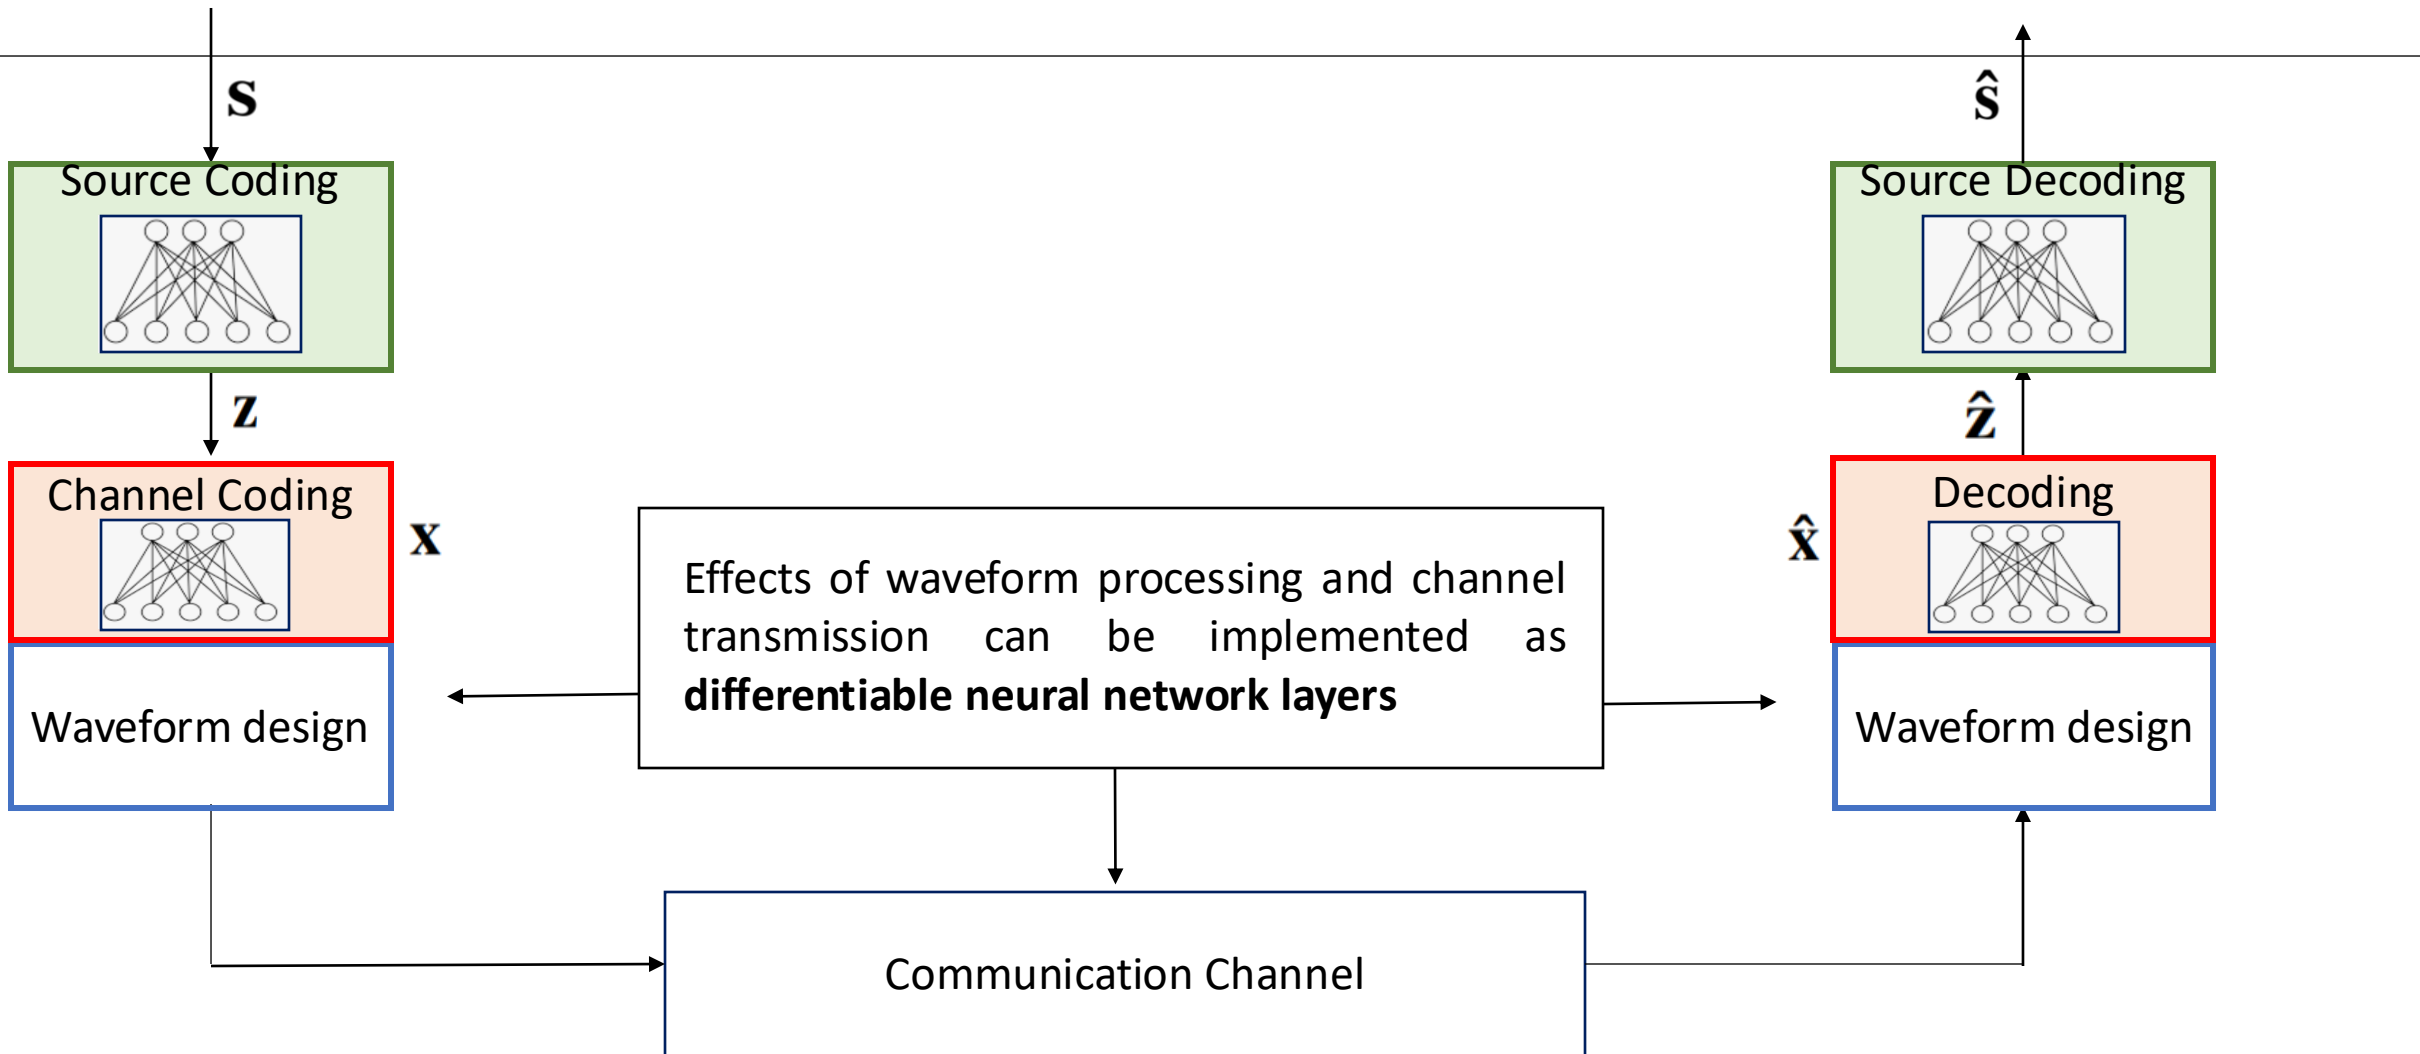 s
ŝ
Source Coding
Source Decoding
z
ẑ
Channel Coding
Decoding
x
x̂
Effects of waveform processing and channel
transmission can be implemented as
differentiable neural network layers
Waveform design
Waveform design
Communication Channel